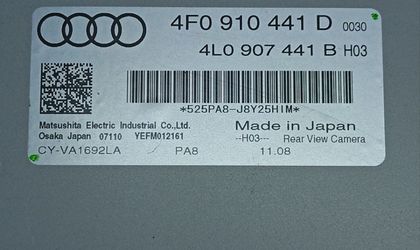 4F0 910 441 D 0030
4L0 907 441 B H03
*525PA8-J8Y25HIM*
Matsushita Electric Industrial Co.,Ltd.
Made in Japan
Osaka Japan 07110 YEFM012161
--H03--- Rear View Camera
CY-VA1692LA PA8 11.08